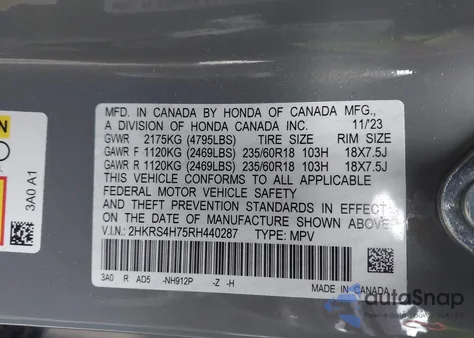 MFD. IN CANADA BY HONDA OF CANADA MFG.,
A DIVISION OF HONDA CANADA INC. 11/23
GVWR 2175KG (4795LBS) TIRE SIZE RIM SIZE
GAWR F 1120KG (2469LBS) 235/60R18 103H 18X7.5J
GAWR R 1120KG (2469LBS) 235/60R18 103H 18X7.5J
THIS VEHICLE CONFORMS TO ALL APPLICABLE
FEDERAL MOTOR VEHICLE SAFETY
AND THEFT PREVENTION STANDARDS IN EFFECT
ON THE DATE OF MANUFACTURE SHOWN ABOVE
V.I.N.: 2HKRS4H75RH440287 TYPE: MPV
3A0 R AD5 -NH912P -Z -H
3A0 A1
autoSnap